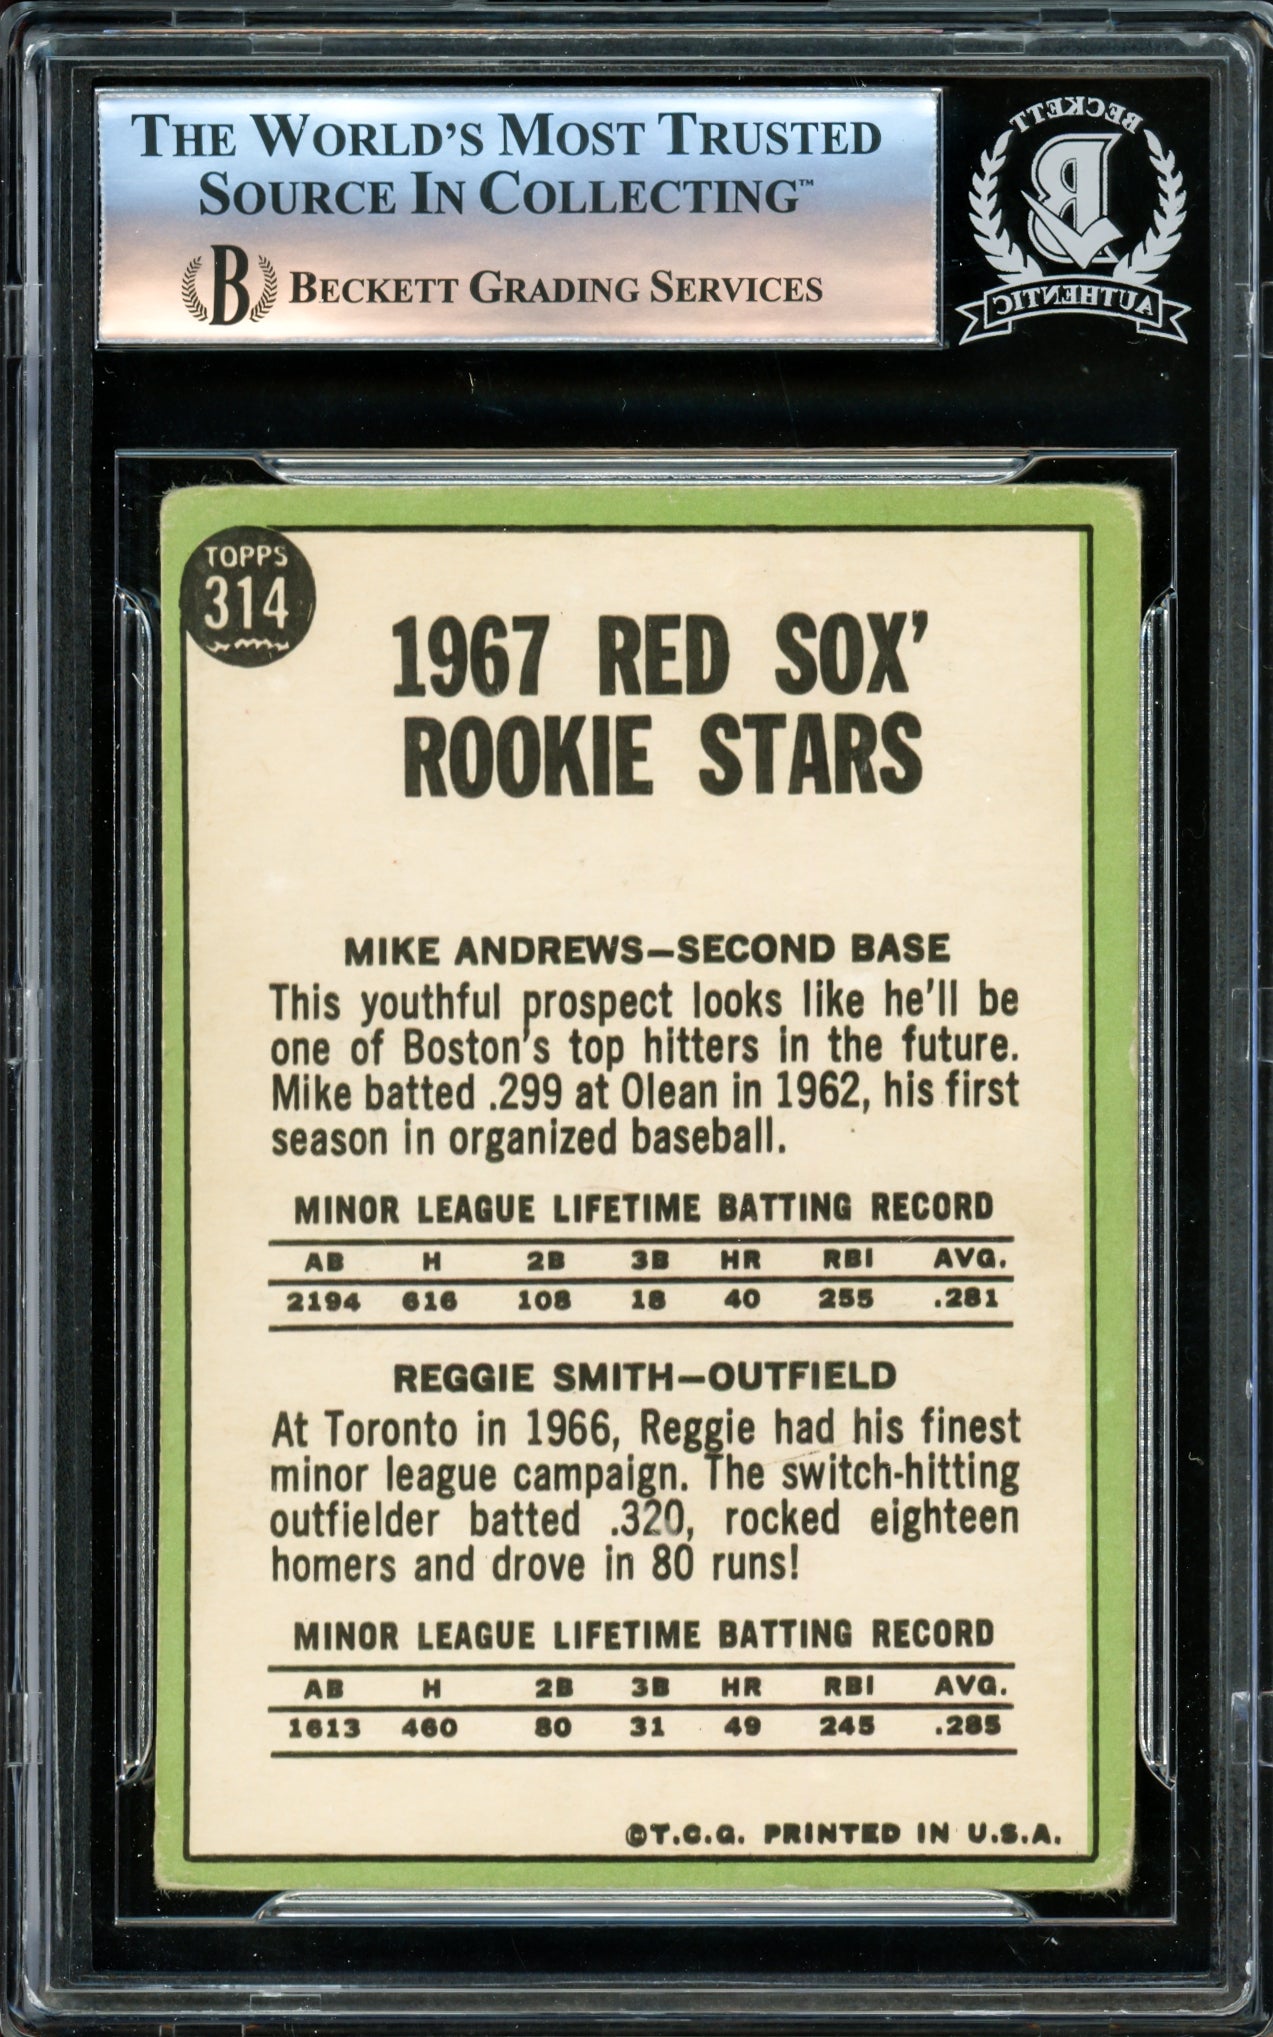 THE WORLD'S MOST TRUSTED
SOURCE IN COLLECTING™
B BECKETT GRADING SERVICES
BECKETT
B
AUTHENTIC
TOPPS
314
1967 RED SOX'
ROOKIE STARS
MIKE ANDREWS—SECOND BASE
This youthful prospect looks like he'll be
one of Boston's top hitters in the future.
Mike batted .299 at Olean in 1962, his first
season in organized baseball.
MINOR LEAGUE LIFETIME BATTING RECORD
AB H 2B 3B HR RBI AVG.
2194 616 108 18 40 255 .281
REGGIE SMITH—OUTFIELD
At Toronto in 1966, Reggie had his finest
minor league campaign. The switch-hitting
outfielder batted .320, rocked eighteen
homers and drove in 80 runs!
MINOR LEAGUE LIFETIME BATTING RECORD
AB H 2B 3B HR RBI AVG.
1613 460 80 31 49 245 .285
©T.C.G. PRINTED IN U.S.A.